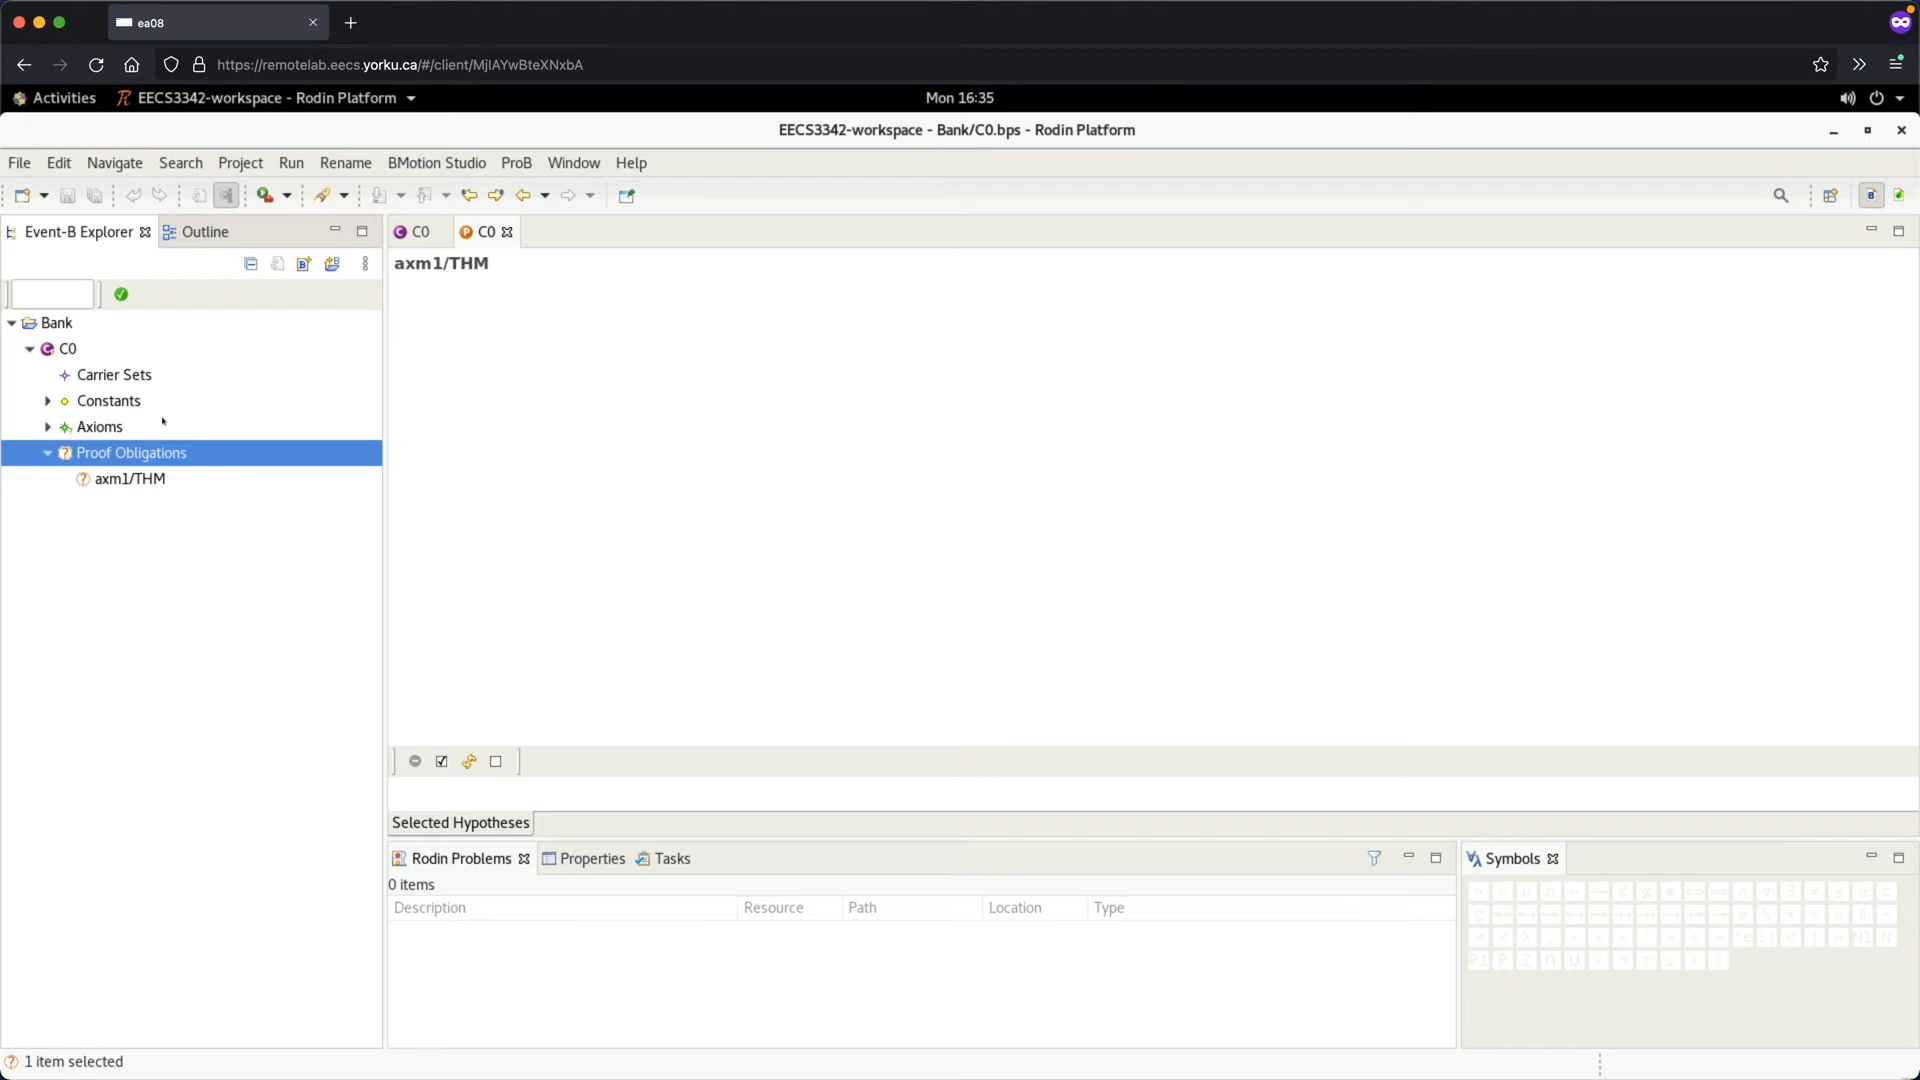 ea08
https://remotelab.eecs.yorku.ca/#/client/MjIAYwBteXNxbA
Activities EECS3342-workspace - Rodin Platform Mon 16:35
EECS3342-workspace - Bank/C0.bps - Rodin Platform
File Edit Navigate Search Project Run Rename BMotion Studio ProB Window Help
Event-B Explorer Outline C0 C0
axm1/THM
Bank
C0
Carrier Sets
Constants
Axioms
Proof Obligations
axm1/THM
Selected Hypotheses
Rodin Problems Properties Tasks Symbols
0 items
Description Resource Path Location Type
1 item selected